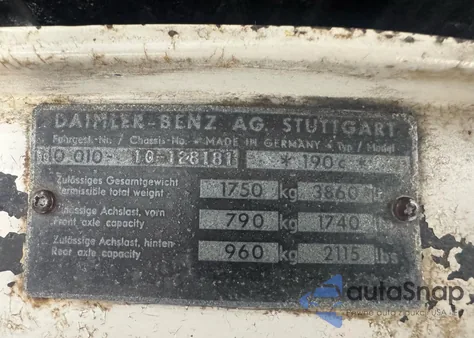 DAIMLER-BENZ AG. STUTTGART
Fahrgest.-Nr. / Chassis-No. • MADE IN GERMANY • Typ / Model
110 010- 10-128181 * 190 c *
Zulässiges Gesamtgewicht 1750 kg 3860 lbs
Permissible total weight
Zulässige Achslast, vorn 790 kg 1740 lbs
Front axle capacity
Zulässige Achslast, hinten 960 kg 2115 lbs
Rear axle capacity
autoSnap